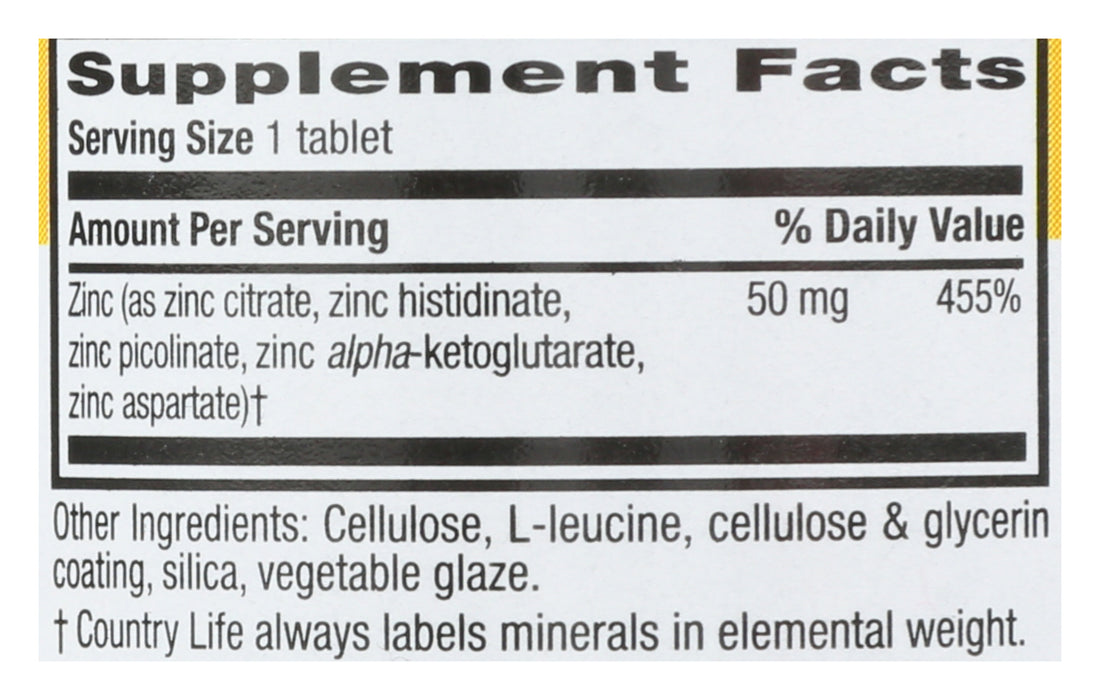 Supplement Facts
Serving Size 1 tablet
Amount Per Serving % Daily Value
Zinc (as zinc citrate, zinc histidinate, 50 mg 455%
zinc picolinate, zinc alpha-ketoglutarate,
zinc aspartate)†
Other Ingredients: Cellulose, L-leucine, cellulose & glycerin
coating, silica, vegetable glaze.
† Country Life always labels minerals in elemental weight.